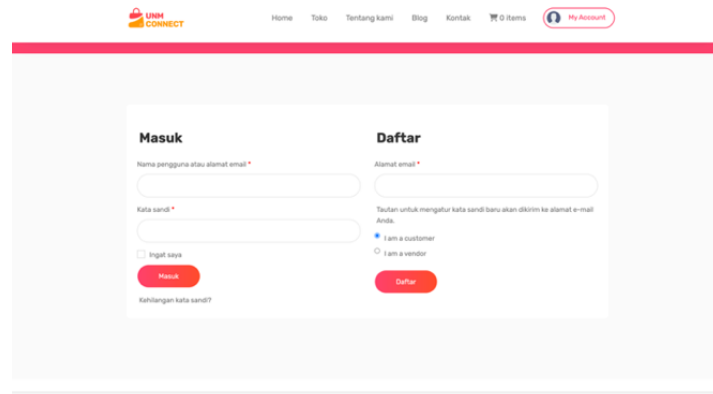 UNM
CONNECT
Home Toko Tentang kami Blog Kontak 0 items My Account
Masuk
Nama pengguna atau alamat email *
Kata sandi *
Ingat saya
Masuk
Kehilangan kata sandi?
Daftar
Alamat email *
Tautan untuk mengatur kata sandi baru akan dikirim ke alamat e-mail
Anda.
I am a customer
I am a vendor
Daftar